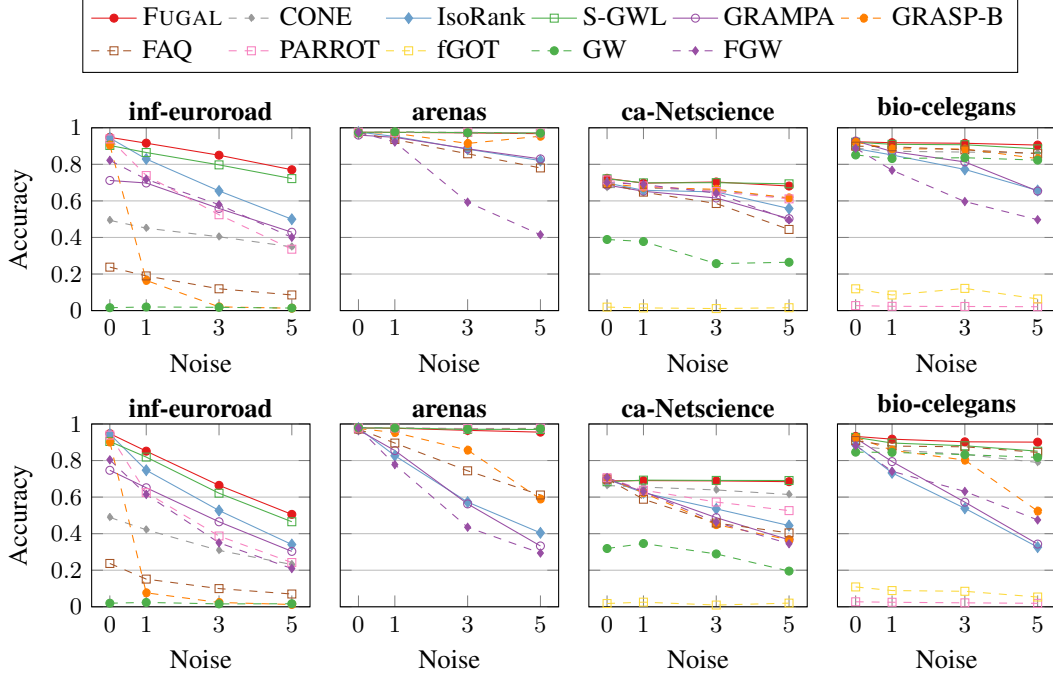 FUGAL CONE IsoRank S-GWL GRAMPA GRASP-B
FAQ PARROT fGOT GW FGW
inf-euroroad arenas ca-Netscience bio-celegans
1
0.8
0.6
0.4
0.2
0
Accuracy
0 1 3 5 0 1 3 5 0 1 3 5 0 1 3 5
Noise Noise Noise Noise
inf-euroroad arenas ca-Netscience bio-celegans
1
0.8
0.6
0.4
0.2
0
Accuracy
0 1 3 5 0 1 3 5 0 1 3 5 0 1 3 5
Noise Noise Noise Noise